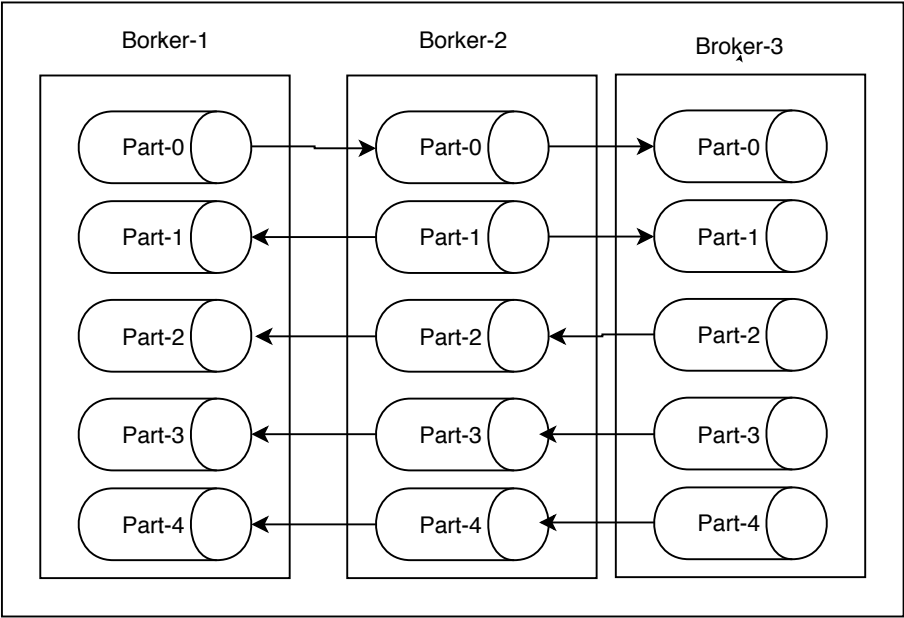 Borker-1 Borker-2 Broker-3
Part-0 Part-0 Part-0
Part-1 Part-1 Part-1
Part-2 Part-2 Part-2
Part-3 Part-3 Part-3
Part-4 Part-4 Part-4